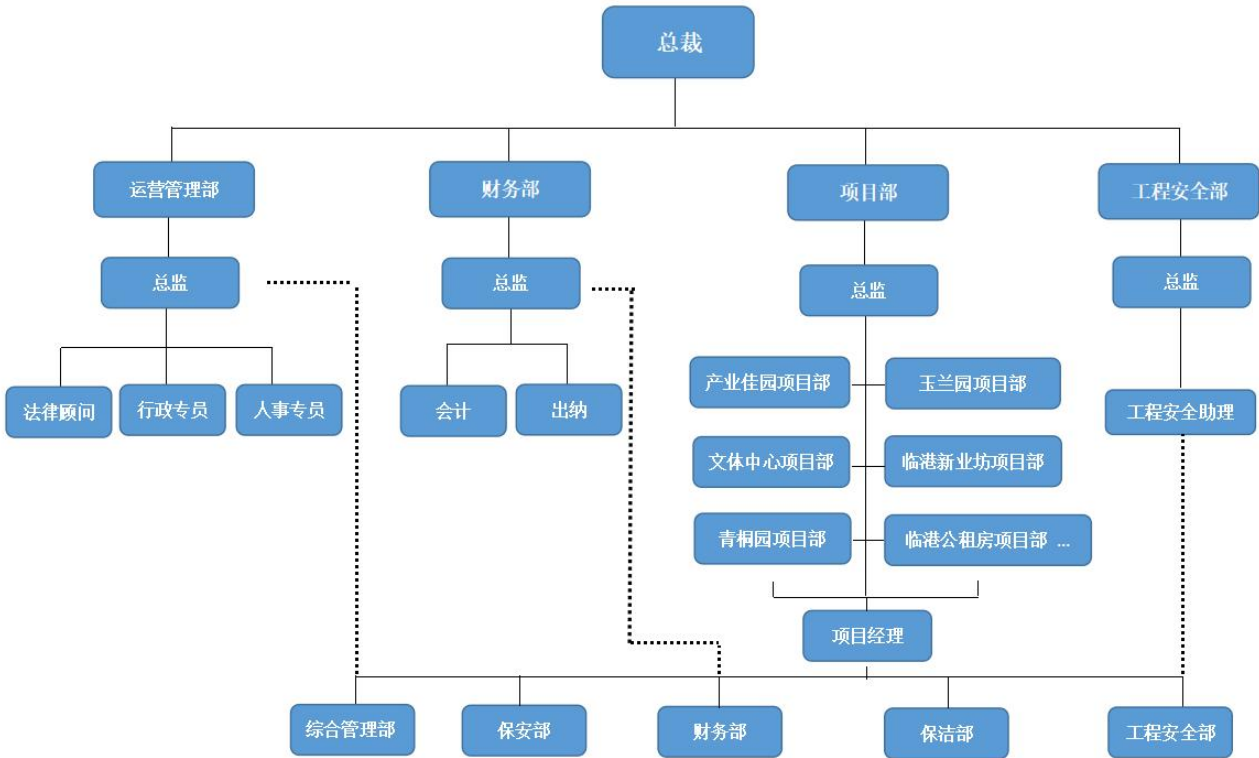 总裁
运营管理部
财务部
项目部
工程安全部
总监
总监
总监
总监
法律顾问
行政专员
人事专员
会计
出纳
产业佳园项目部
玉兰园项目部
工程安全助理
文体中心项目部
临港新业坊项目部
青桐园项目部
临港公租房项目部 ...
项目经理
综合管理部
保安部
财务部
保洁部
工程安全部